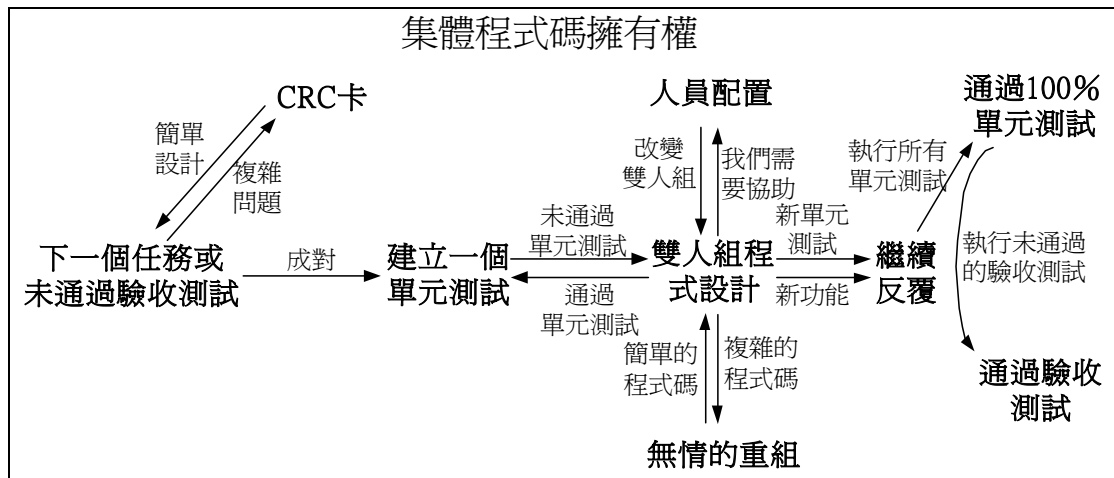 集體程式碼擁有權
CRC卡
簡單
設計
複雜
問題
下一個任務或
未通過驗收測試
成對
建立一個
單元測試
未通過
單元測試
通過
單元測試
人員配置
改變
雙人組
我們需
要協助
雙人組程
式設計
簡單的
程式碼
複雜的
程式碼
無情的重組
新單元
測試
新功能
繼續
反覆
執行所有
單元測試
通過100%
單元測試
執行未通過
的驗收測試
通過驗收
測試